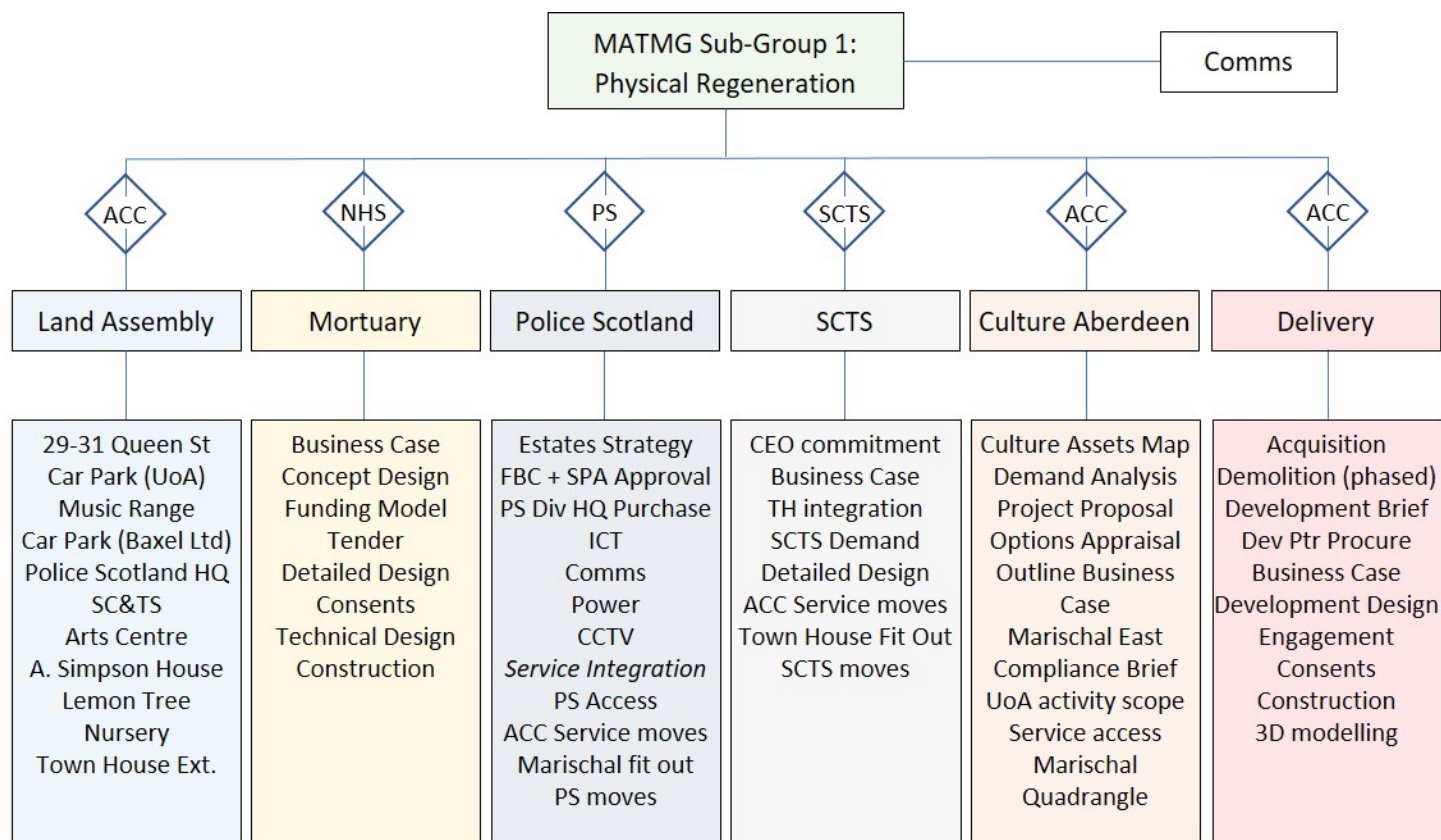 MATMG Sub-Group 1:
Physical Regeneration
Comms
ACC
NHS
PS
SCTS
ACC
ACC
Land Assembly
Mortuary
Police Scotland
SCTS
Culture Aberdeen
Delivery
29-31 Queen St
Car Park (UoA)
Music Range
Car Park (Baxel Ltd)
Police Scotland HQ
SC&TS
Arts Centre
A. Simpson House
Lemon Tree
Nursery
Town House Ext.
Business Case
Concept Design
Funding Model
Tender
Detailed Design
Consents
Technical Design
Construction
Estates Strategy
FBC + SPA Approval
PS Div HQ Purchase
ICT
Comms
Power
CCTV
Service Integration
PS Access
ACC Service moves
Marischal fit out
PS moves
CEO commitment
Business Case
TH integration
SCTS Demand
Detailed Design
ACC Service moves
Town House Fit Out
SCTS moves
Culture Assets Map
Demand Analysis
Project Proposal
Options Appraisal
Outline Business
Case
Marischal East
Compliance Brief
UoA activity scope
Service access
Marischal
Quadrangle
Acquisition
Demolition (phased)
Development Brief
Dev Ptr Procure
Business Case
Development Design
Engagement
Consents
Construction
3D modelling